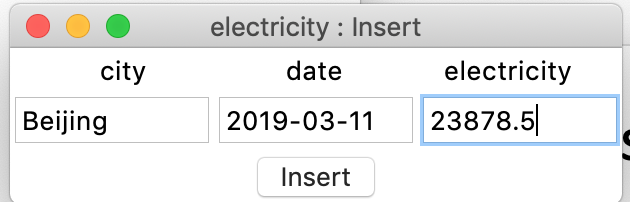 electricity : Insert
city date electricity
Beijing 2019-03-11 23878.5
Insert